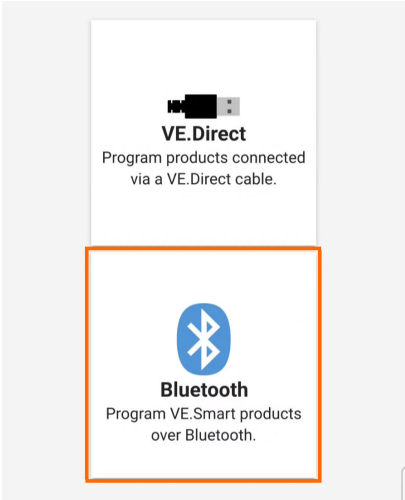 VE.Direct
Program products connected
via a VE.Direct cable.
Bluetooth
Program VE.Smart products
over Bluetooth.